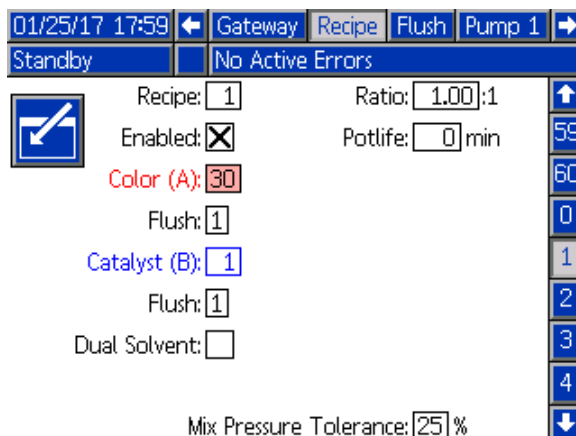 01/25/17 17:59 Gateway Recipe Flush Pump 1
Standby No Active Errors
Recipe: 1 Ratio: 1.00:1
Enabled: Potlife: 0 min 59
Color (A): 30 60
Flush: 1 0
Catalyst (B): 1 1
Flush: 1 2
Dual Solvent: 3
4
Mix Pressure Tolerance: 25 %